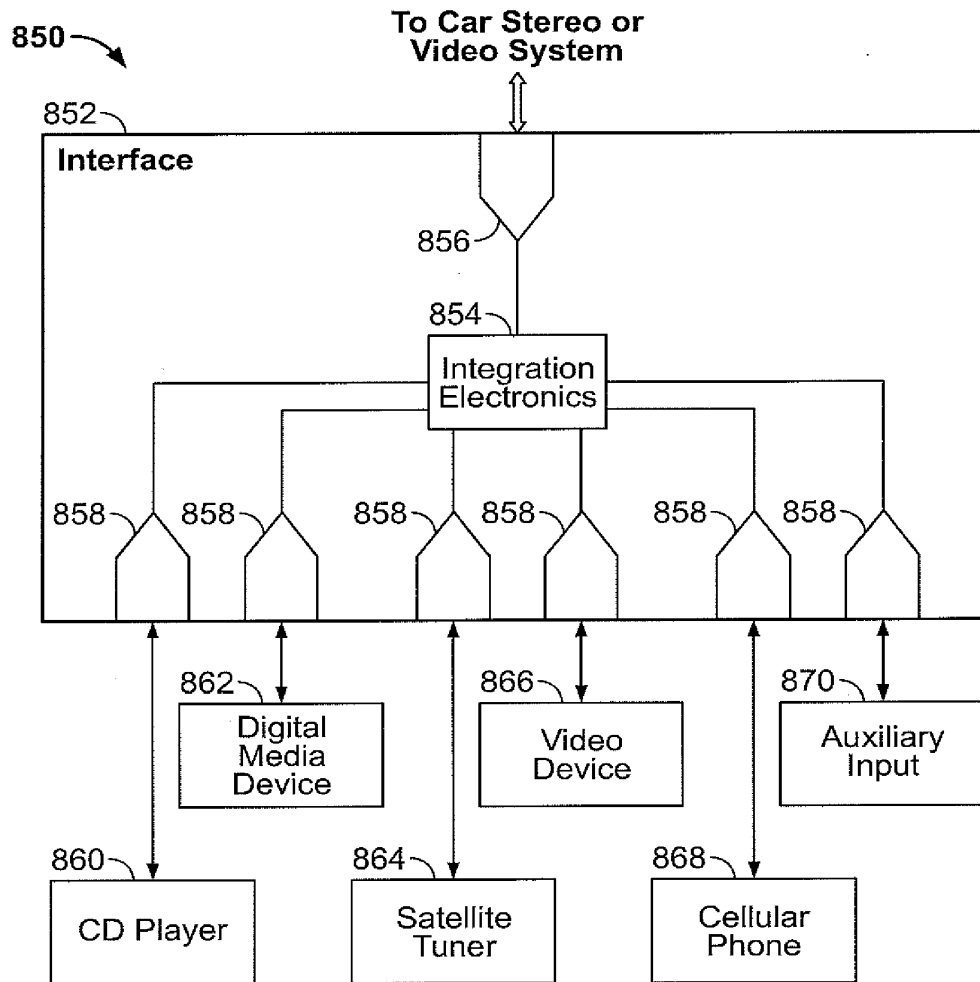 850
To Car Stereo or
Video System
852
Interface
856
854
Integration
Electronics
858 858 858 858 858 858
862
Digital
Media
Device
866
Video
Device
870
Auxiliary
Input
860
CD Player
864
Satellite
Tuner
868
Cellular
Phone